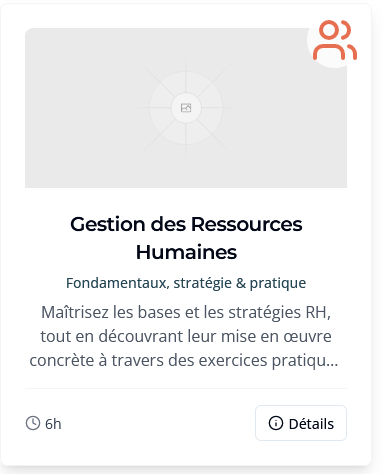 Gestion des Ressources
Humaines
Fondamentaux, stratégie & pratique
Maîtrisez les bases et les stratégies RH,
tout en découvrant leur mise en œuvre
concrète à travers des exercices pratiqu...
6h
Détails